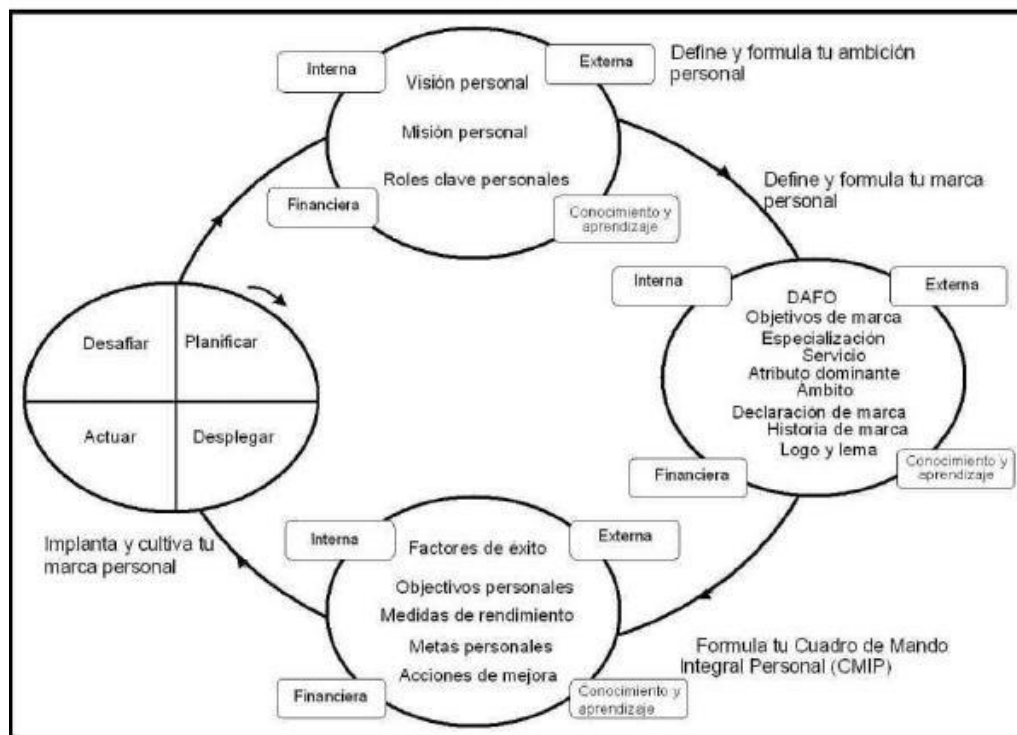 Interna
Externa
Visión personal
Misión personal
Roles clave personales
Financiera
Conocimiento y
aprendizaje
Define y formula tu ambición
personal
Define y formula tu marca
personal
Interna
Externa
DAFO
Objetivos de marca
Especialización
Servicio
Atributo dominante
Ámbito
Declaración de marca
Historia de marca
Logo y lema
Financiera
Conocimiento y
aprendizaje
Formula tu Cuadro de Mando
Integral Personal (CMIP)
Interna
Externa
Factores de éxito
Objectivos personales
Medidas de rendimiento
Metas personales
Acciones de mejora
Financiera
Conocimiento y
aprendizaje
Implanta y cultiva tu
marca personal
Desafiar
Planificar
Actuar
Desplegar